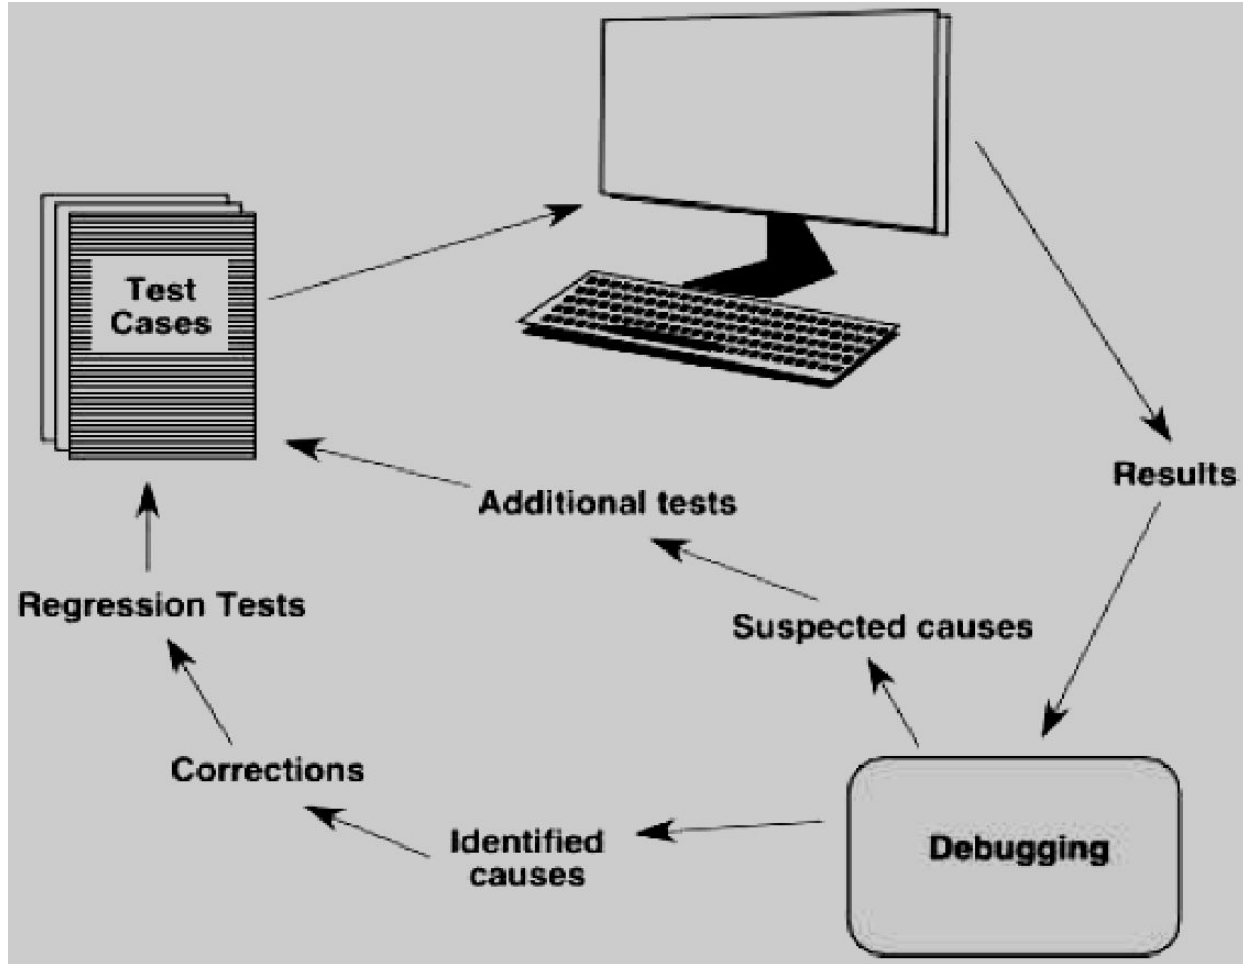 Test
Cases
Results
Additional tests
Regression Tests
Suspected causes
Corrections
Identified
causes
Debugging